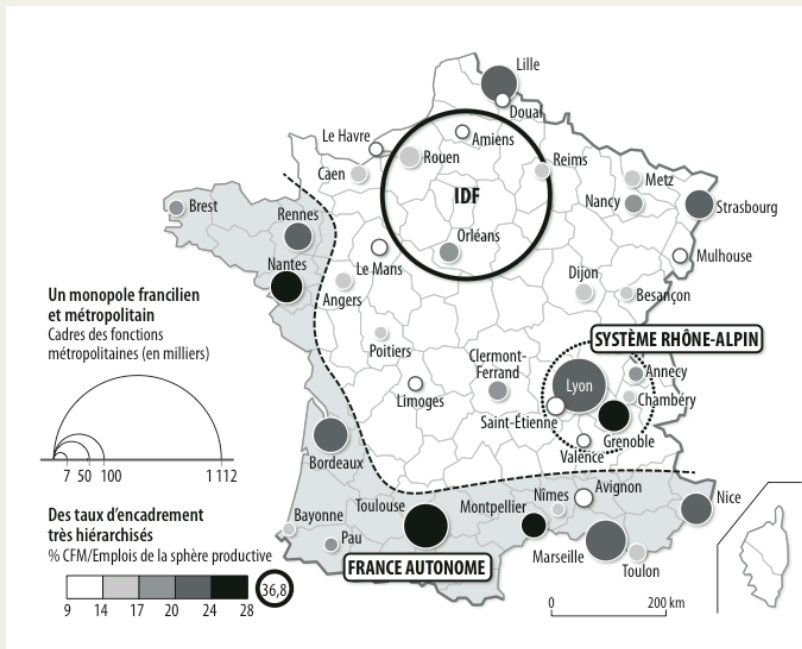 Lille
Douai
Le Havre
Amiens
Rouen
Reims
Caen
Metz
IDF
Nancy
Strasbourg
Brest
Rennes
Orléans
Mulhouse
Nantes
Le Mans
Dijon
Besançon
Angers
Un monopole francilien
et métropolitain
Cadres des fonctions
métropolitaines (en milliers)
SYSTÈME RHÔNE-ALPIN
Poitiers
Clermont-
Ferrand
Annecy
Lyon
Chambéry
Limoges
Saint-Étienne
Grenoble
Valence
7 50 100 1 112
Bordeaux
Des taux d’encadrement
très hiérarchisés
% CFM/Emplois de la sphère productive
36,8
9 14 17 20 24 28
Bayonne
Pau
Toulouse
Montpellier
Nîmes
Avignon
Nice
Marseille
Toulon
FRANCE AUTONOME
0 200 km